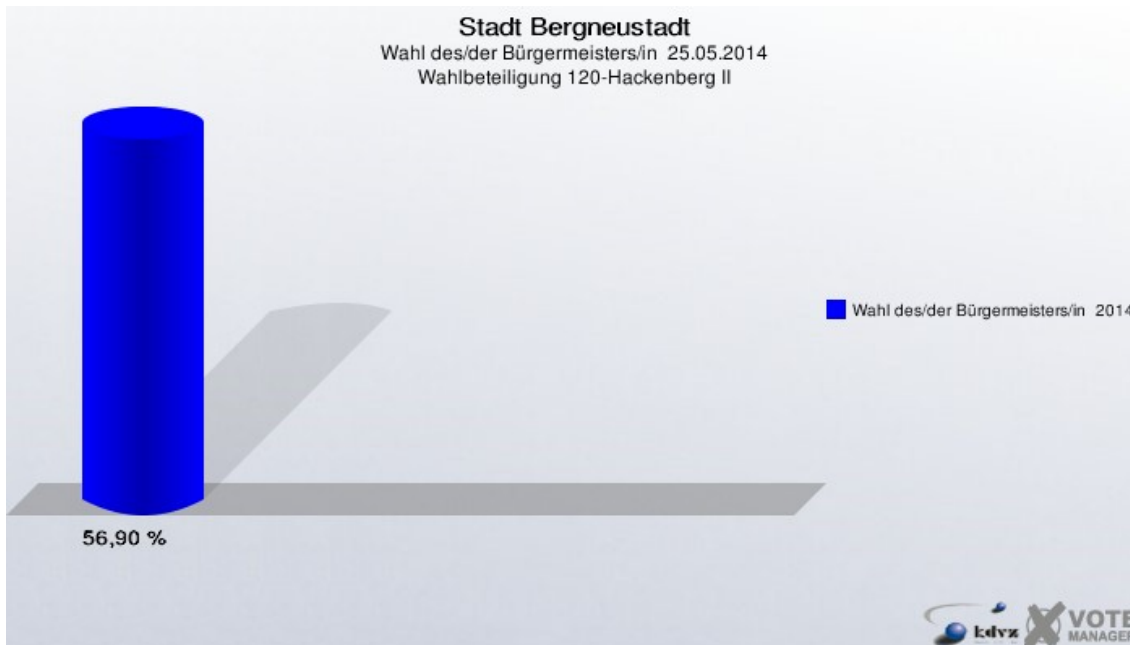 Stadt Bergneustadt
Wahl des/der Bürgermeisters/in 25.05.2014
Wahlbeteiligung 120-Hackenberg II
Wahl des/der Bürgermeisters/in 2014
56,90 %
kdvz
VOTE
MANAGER